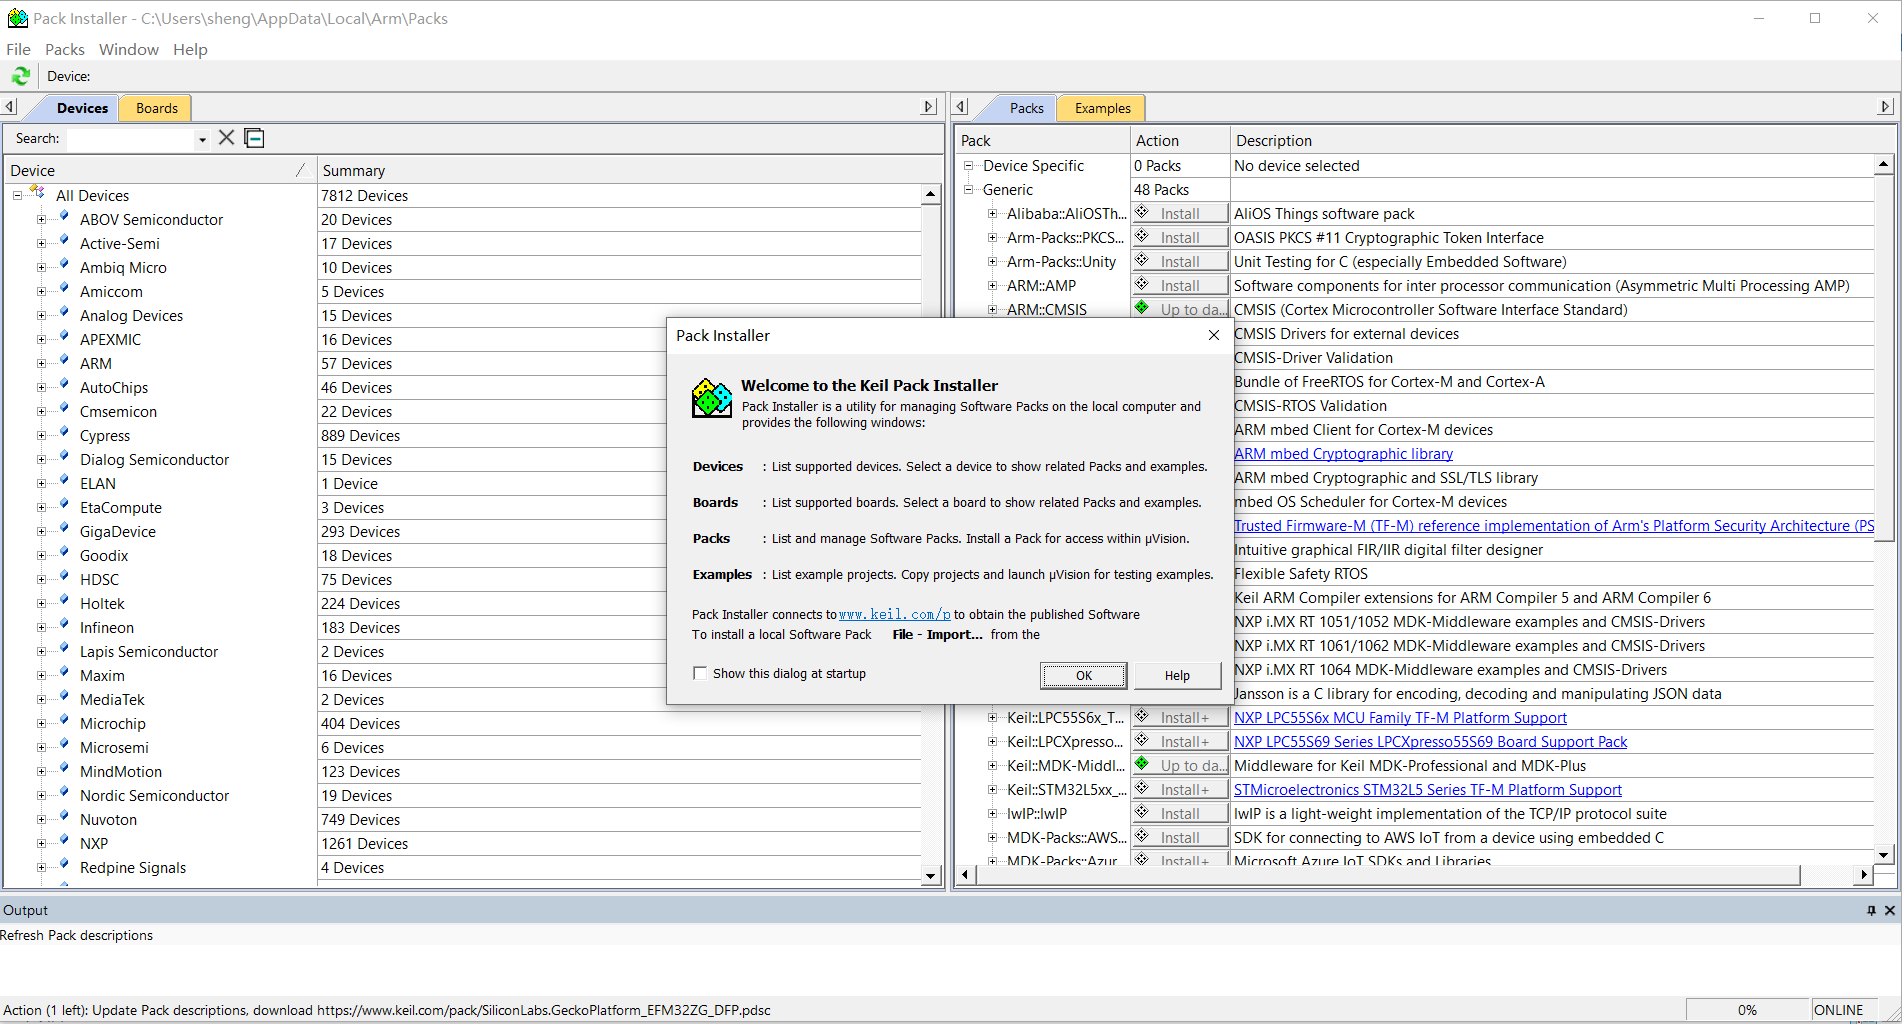 Pack Installer - C:\Users\sheng\AppData\Local\Arm\Packs
File Packs Window Help
Device:
Devices Boards
Search:
Device Summary
All Devices 7812 Devices
ABOV Semiconductor 20 Devices
Active-Semi 17 Devices
Ambiq Micro 10 Devices
Amiccom 5 Devices
Analog Devices 15 Devices
APEXMIC 16 Devices
ARM 57 Devices
AutoChips 46 Devices
Cmsemicon 22 Devices
Cypress 889 Devices
Dialog Semiconductor 15 Devices
ELAN 1 Device
EtaCompute 3 Devices
GigaDevice 293 Devices
Goodix 18 Devices
HDSC 75 Devices
Holtek 224 Devices
Infineon 183 Devices
Lapis Semiconductor 2 Devices
Maxim 16 Devices
MediaTek 2 Devices
Microchip 404 Devices
Microsemi 6 Devices
MindMotion 123 Devices
Nordic Semiconductor 19 Devices
Nuvoton 749 Devices
NXP 1261 Devices
Redpine Signals 4 Devices
Packs Examples
Pack Action Description
Device Specific 0 Packs No device selected
Generic 48 Packs
Alibaba::AliOSTh... Install AliOS Things software pack
Arm-Packs::PKCS... Install OASIS PKCS #11 Cryptographic Token Interface
Arm-Packs::Unity Install Unit Testing for C (especially Embedded Software)
ARM::AMP Install Software components for inter processor communication (Asymmetric Multi Processing AMP)
ARM::CMSIS Up to da... CMSIS (Cortex Microcontroller Software Interface Standard)
CMSIS Drivers for external devices
CMSIS-Driver Validation
Bundle of FreeRTOS for Cortex-M and Cortex-A
CMSIS-RTOS Validation
ARM mbed Client for Cortex-M devices
ARM mbed Cryptographic library
ARM mbed Cryptographic and SSL/TLS library
mbed OS Scheduler for Cortex-M devices
Trusted Firmware-M (TF-M) reference implementation of Arm's Platform Security Architecture (PS
Intuitive graphical FIR/IIR digital filter designer
Flexible Safety RTOS
Keil ARM Compiler extensions for ARM Compiler 5 and ARM Compiler 6
NXP i.MX RT 1051/1052 MDK-Middleware examples and CMSIS-Drivers
NXP i.MX RT 1061/1062 MDK-Middleware examples and CMSIS-Drivers
NXP i.MX RT 1064 MDK-Middleware examples and CMSIS-Drivers
Jansson is a C library for encoding, decoding and manipulating JSON data
Keil::LPC55S6x_T... Install+ NXP LPC55S6x MCU Family TF-M Platform Support
Keil::LPCXpresso... Install+ NXP LPC55S69 Series LPCXpresso55S69 Board Support Pack
Keil::MDK-Middl... Up to da... Middleware for Keil MDK-Professional and MDK-Plus
Keil::STM32L5xx_... Install+ STMicroelectronics STM32L5 Series TF-M Platform Support
lwIP::lwIP Install lwIP is a light-weight implementation of the TCP/IP protocol suite
MDK-Packs::AWS... Install SDK for connecting to AWS IoT from a device using embedded C
MDK-Packs::Azur... Install+ Microsoft Azure IoT SDKs and Libraries
Pack Installer
Welcome to the Keil Pack Installer
Pack Installer is a utility for managing Software Packs on the local computer and
provides the following windows:
Devices : List supported devices. Select a device to show related Packs and examples.
Boards : List supported boards. Select a board to show related Packs and examples.
Packs : List and manage Software Packs. Install a Pack for access within µVision.
Examples : List example projects. Copy projects and launch µVision for testing examples.
Pack Installer connects to www.keil.com/p to obtain the published Software
To install a local Software Pack File - Import... from the
Show this dialog at startup
OK Help
Output
Refresh Pack descriptions
Action (1 left): Update Pack descriptions, download https://www.keil.com/pack/SiliconLabs.GeckoPlatform_EFM32ZG_DFP.pdsc
0% ONLINE